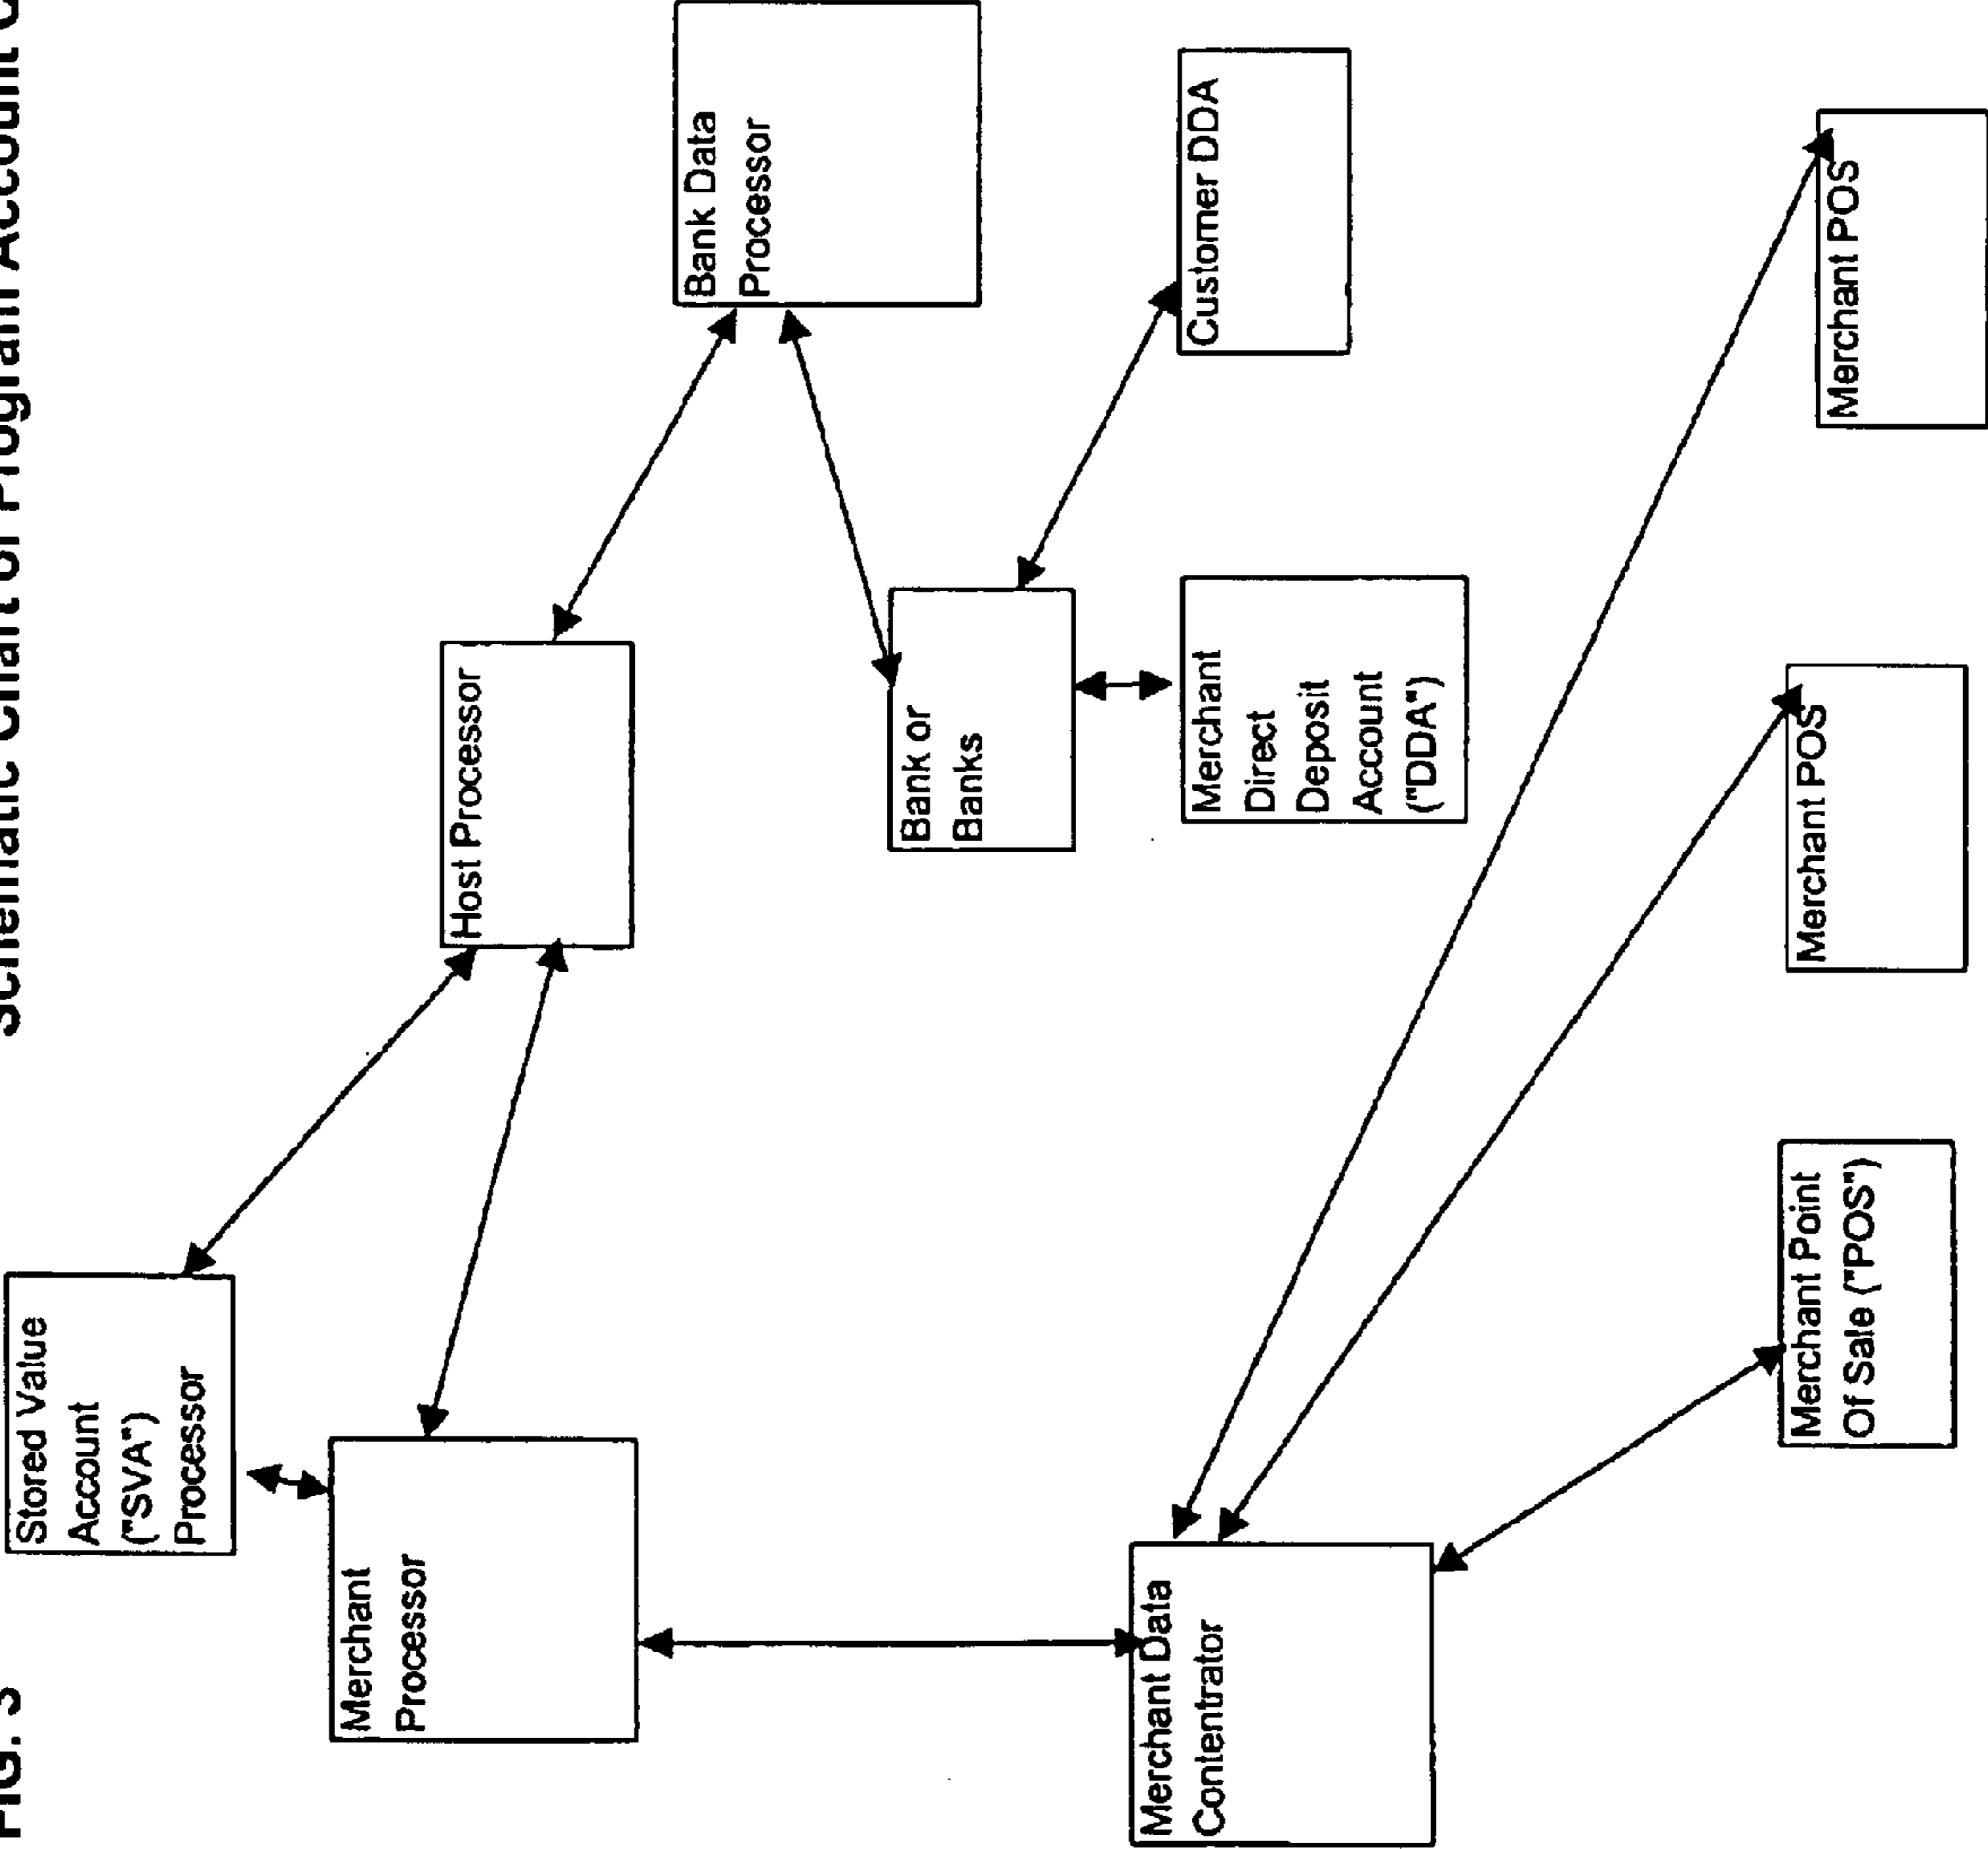 FIG. 3
Schematic Chart of Program Account
Stored Value
Account
("SVA")
Processor
Merchant
Processor
Host Processor
Bank Data
Processor
Bank or
Banks
Customer DDA
Merchant
Direct
Deposit
Account
("DDA")
Merchant Data
Contentrator
Merchant Point
Of Sale ("POS")
Merchant POS
Merchant POS